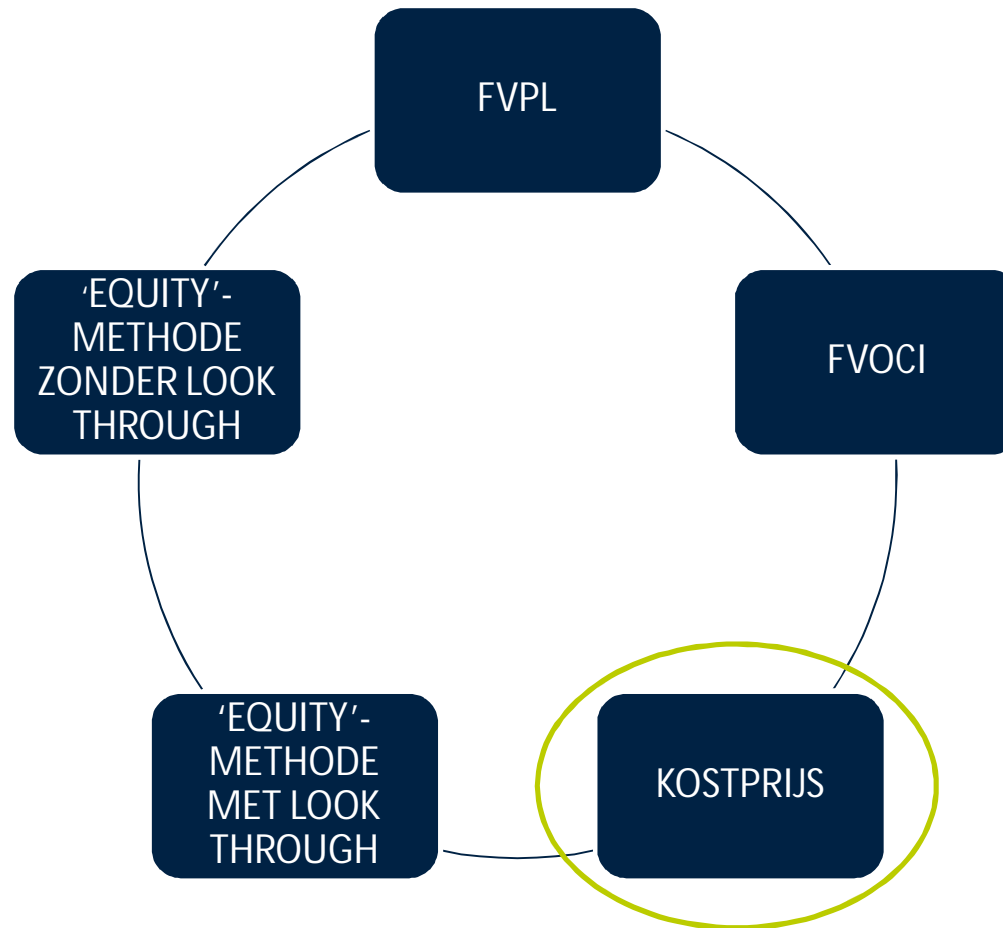 FVPL
‘EQUITY’-
METHODE
ZONDER LOOK
THROUGH
FVOCI
‘EQUITY’-
METHODE
MET LOOK
THROUGH
KOSTPRIJS